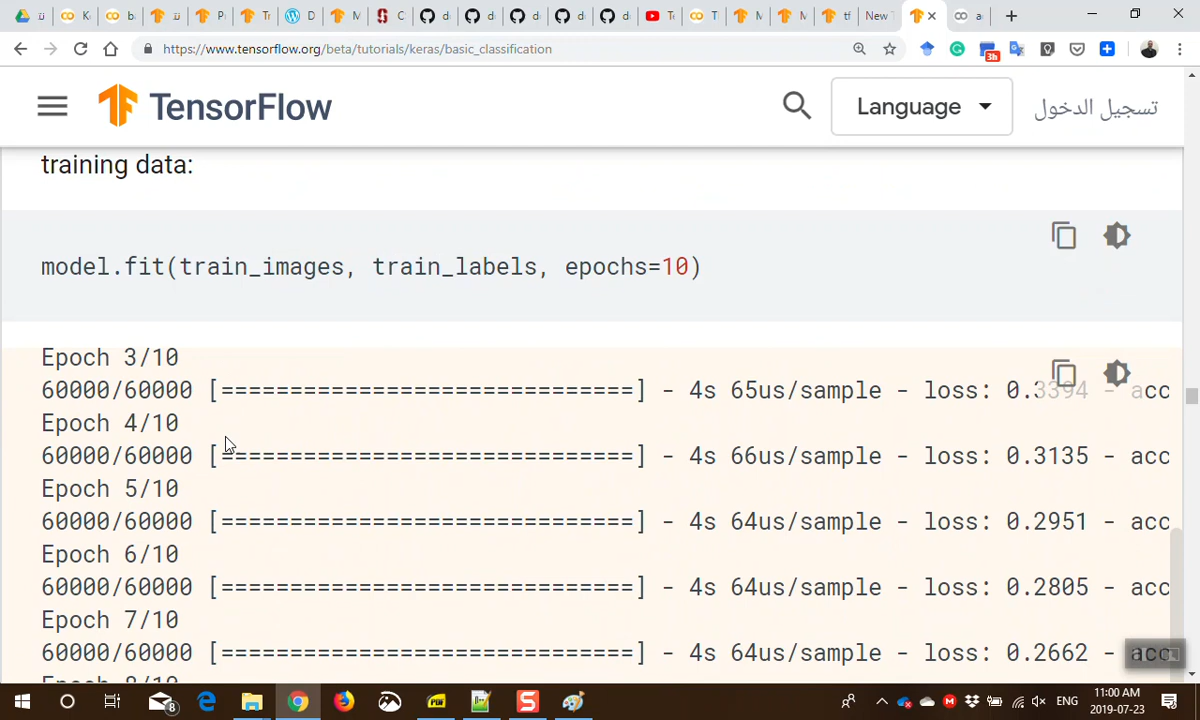 https://www.tensorflow.org/beta/tutorials/keras/basic_classification
3h
TensorFlow
Language
تسجيل الدخول
training data:
model.fit(train_images, train_labels, epochs=10)
Epoch 3/10
60000/60000 [==============================] - 4s 65us/sample - loss: 0.3394 - acc
Epoch 4/10
60000/60000 [==============================] - 4s 66us/sample - loss: 0.3135 - acc
Epoch 5/10
60000/60000 [==============================] - 4s 64us/sample - loss: 0.2951 - acc
Epoch 6/10
60000/60000 [==============================] - 4s 64us/sample - loss: 0.2805 - acc
Epoch 7/10
60000/60000 [==============================] - 4s 64us/sample - loss: 0.2662 - acc
8
ENG
11:00 AM
2019-07-23